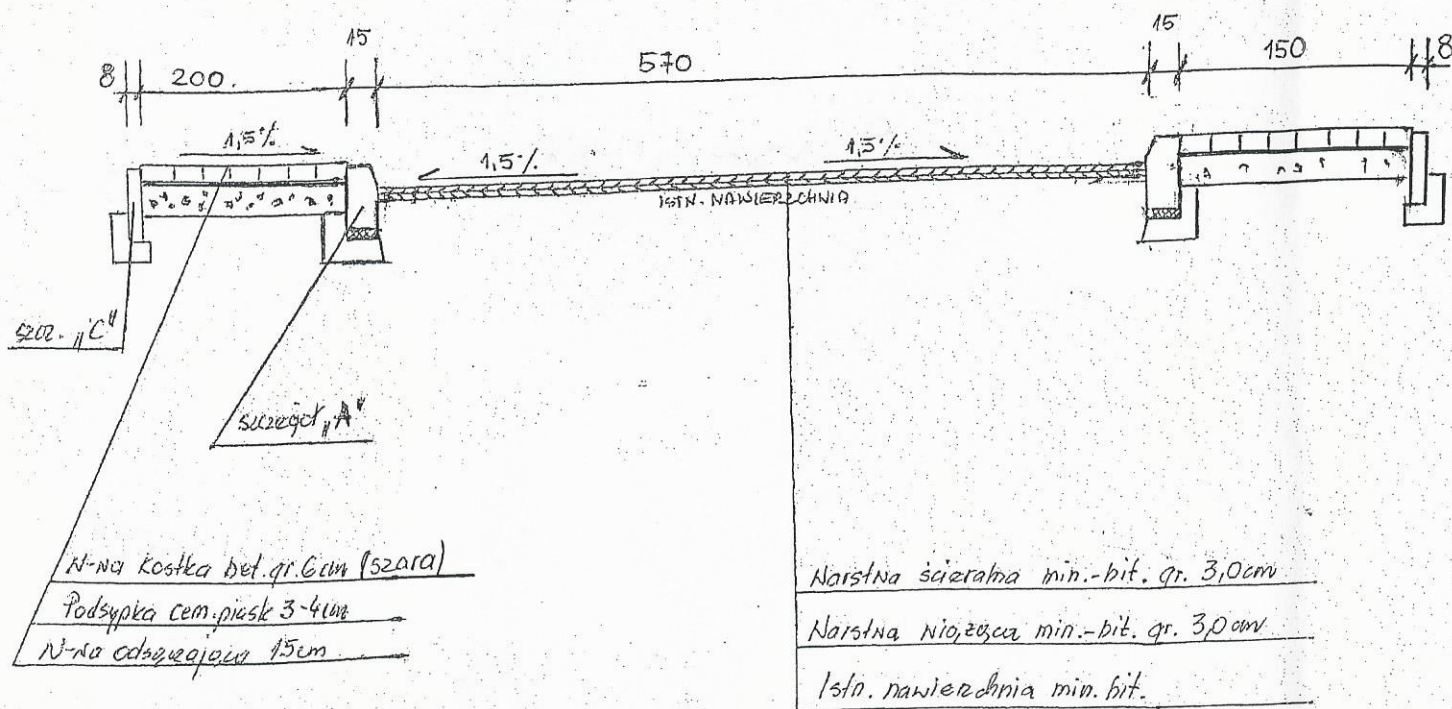 15 15
8 200. 570 150 8
1,5% 1,5% 1,5%
ISTN. NAWIERZCHNIA
szcz. „C"
szczegół „A"
N-na kostka bet. gr. 6cm (szara)
Podsypka cem. piask 3-4cm
N-na odsączająca 15cm
Warstwa ścieralna min.-bit. gr. 3,0cm
Warstwa wiążąca min.-bit. gr. 3,0cm
Istn. nawierzchnia min. bit.